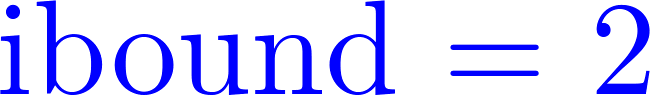 ibound = 2